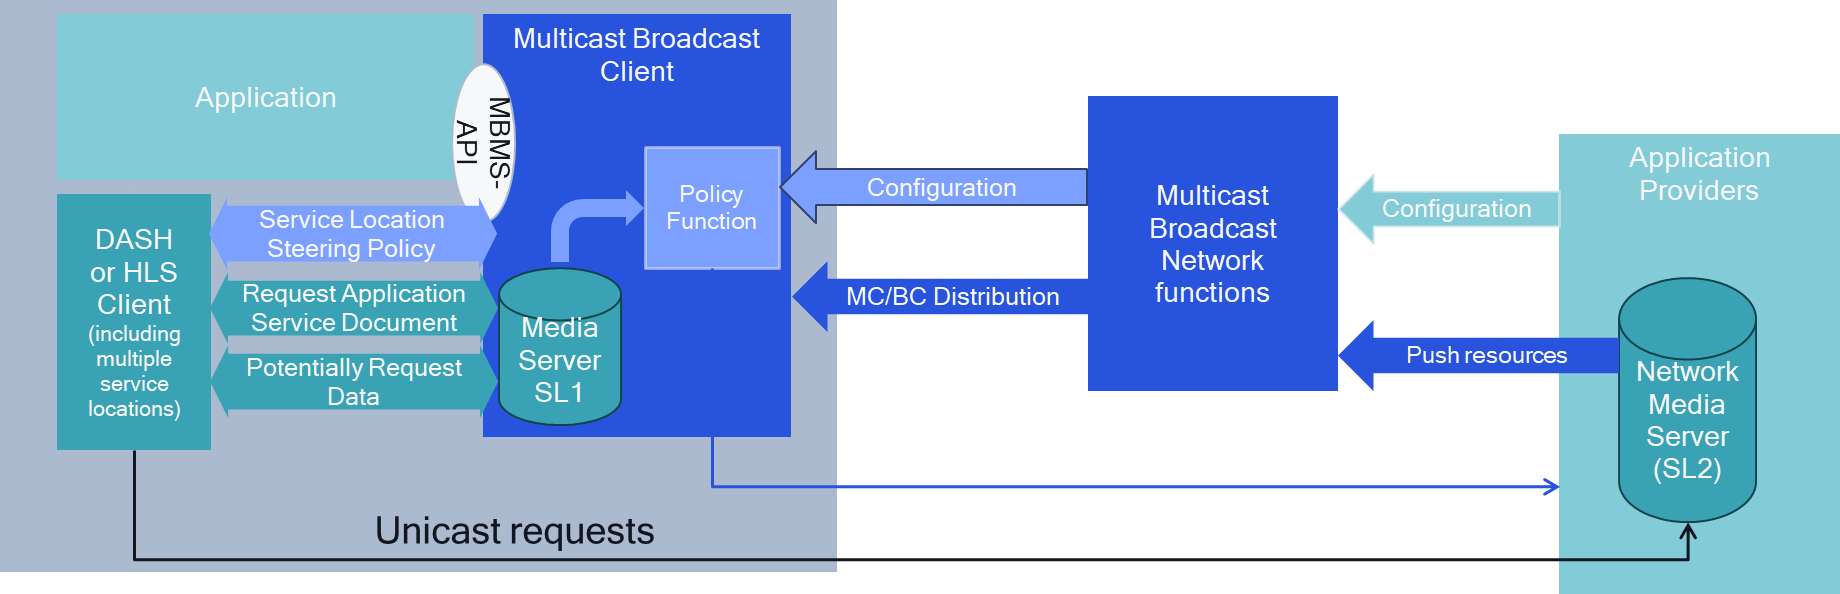 Application
Multicast Broadcast
Client
MBMS-
API
Policy
Function
DASH
or HLS
Client
(including
multiple
service
locations)
Service Location
Steering Policy
Request Application
Service Document
Potentially Request
Data
Media
Server
SL1
Configuration
MC/BC Distribution
Multicast
Broadcast
Network
functions
Configuration
Push resources
Application
Providers
Network
Media
Server
(SL2)
Unicast requests